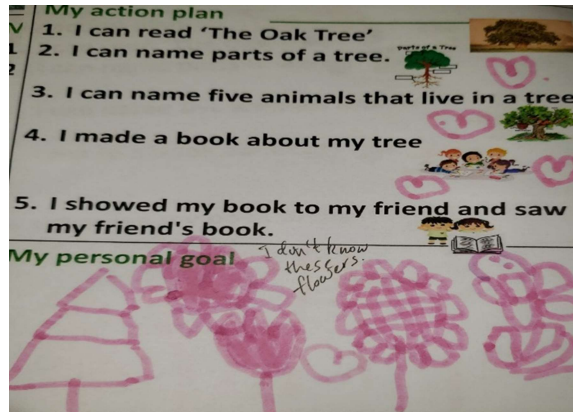 My action plan
1. I can read ‘The Oak Tree’
2. I can name parts of a tree.
Parts of a Tree
3. I can name five animals that live in a tree
4. I made a book about my tree
5. I showed my book to my friend and saw
my friend's book.
My personal goal
I don't know
flow